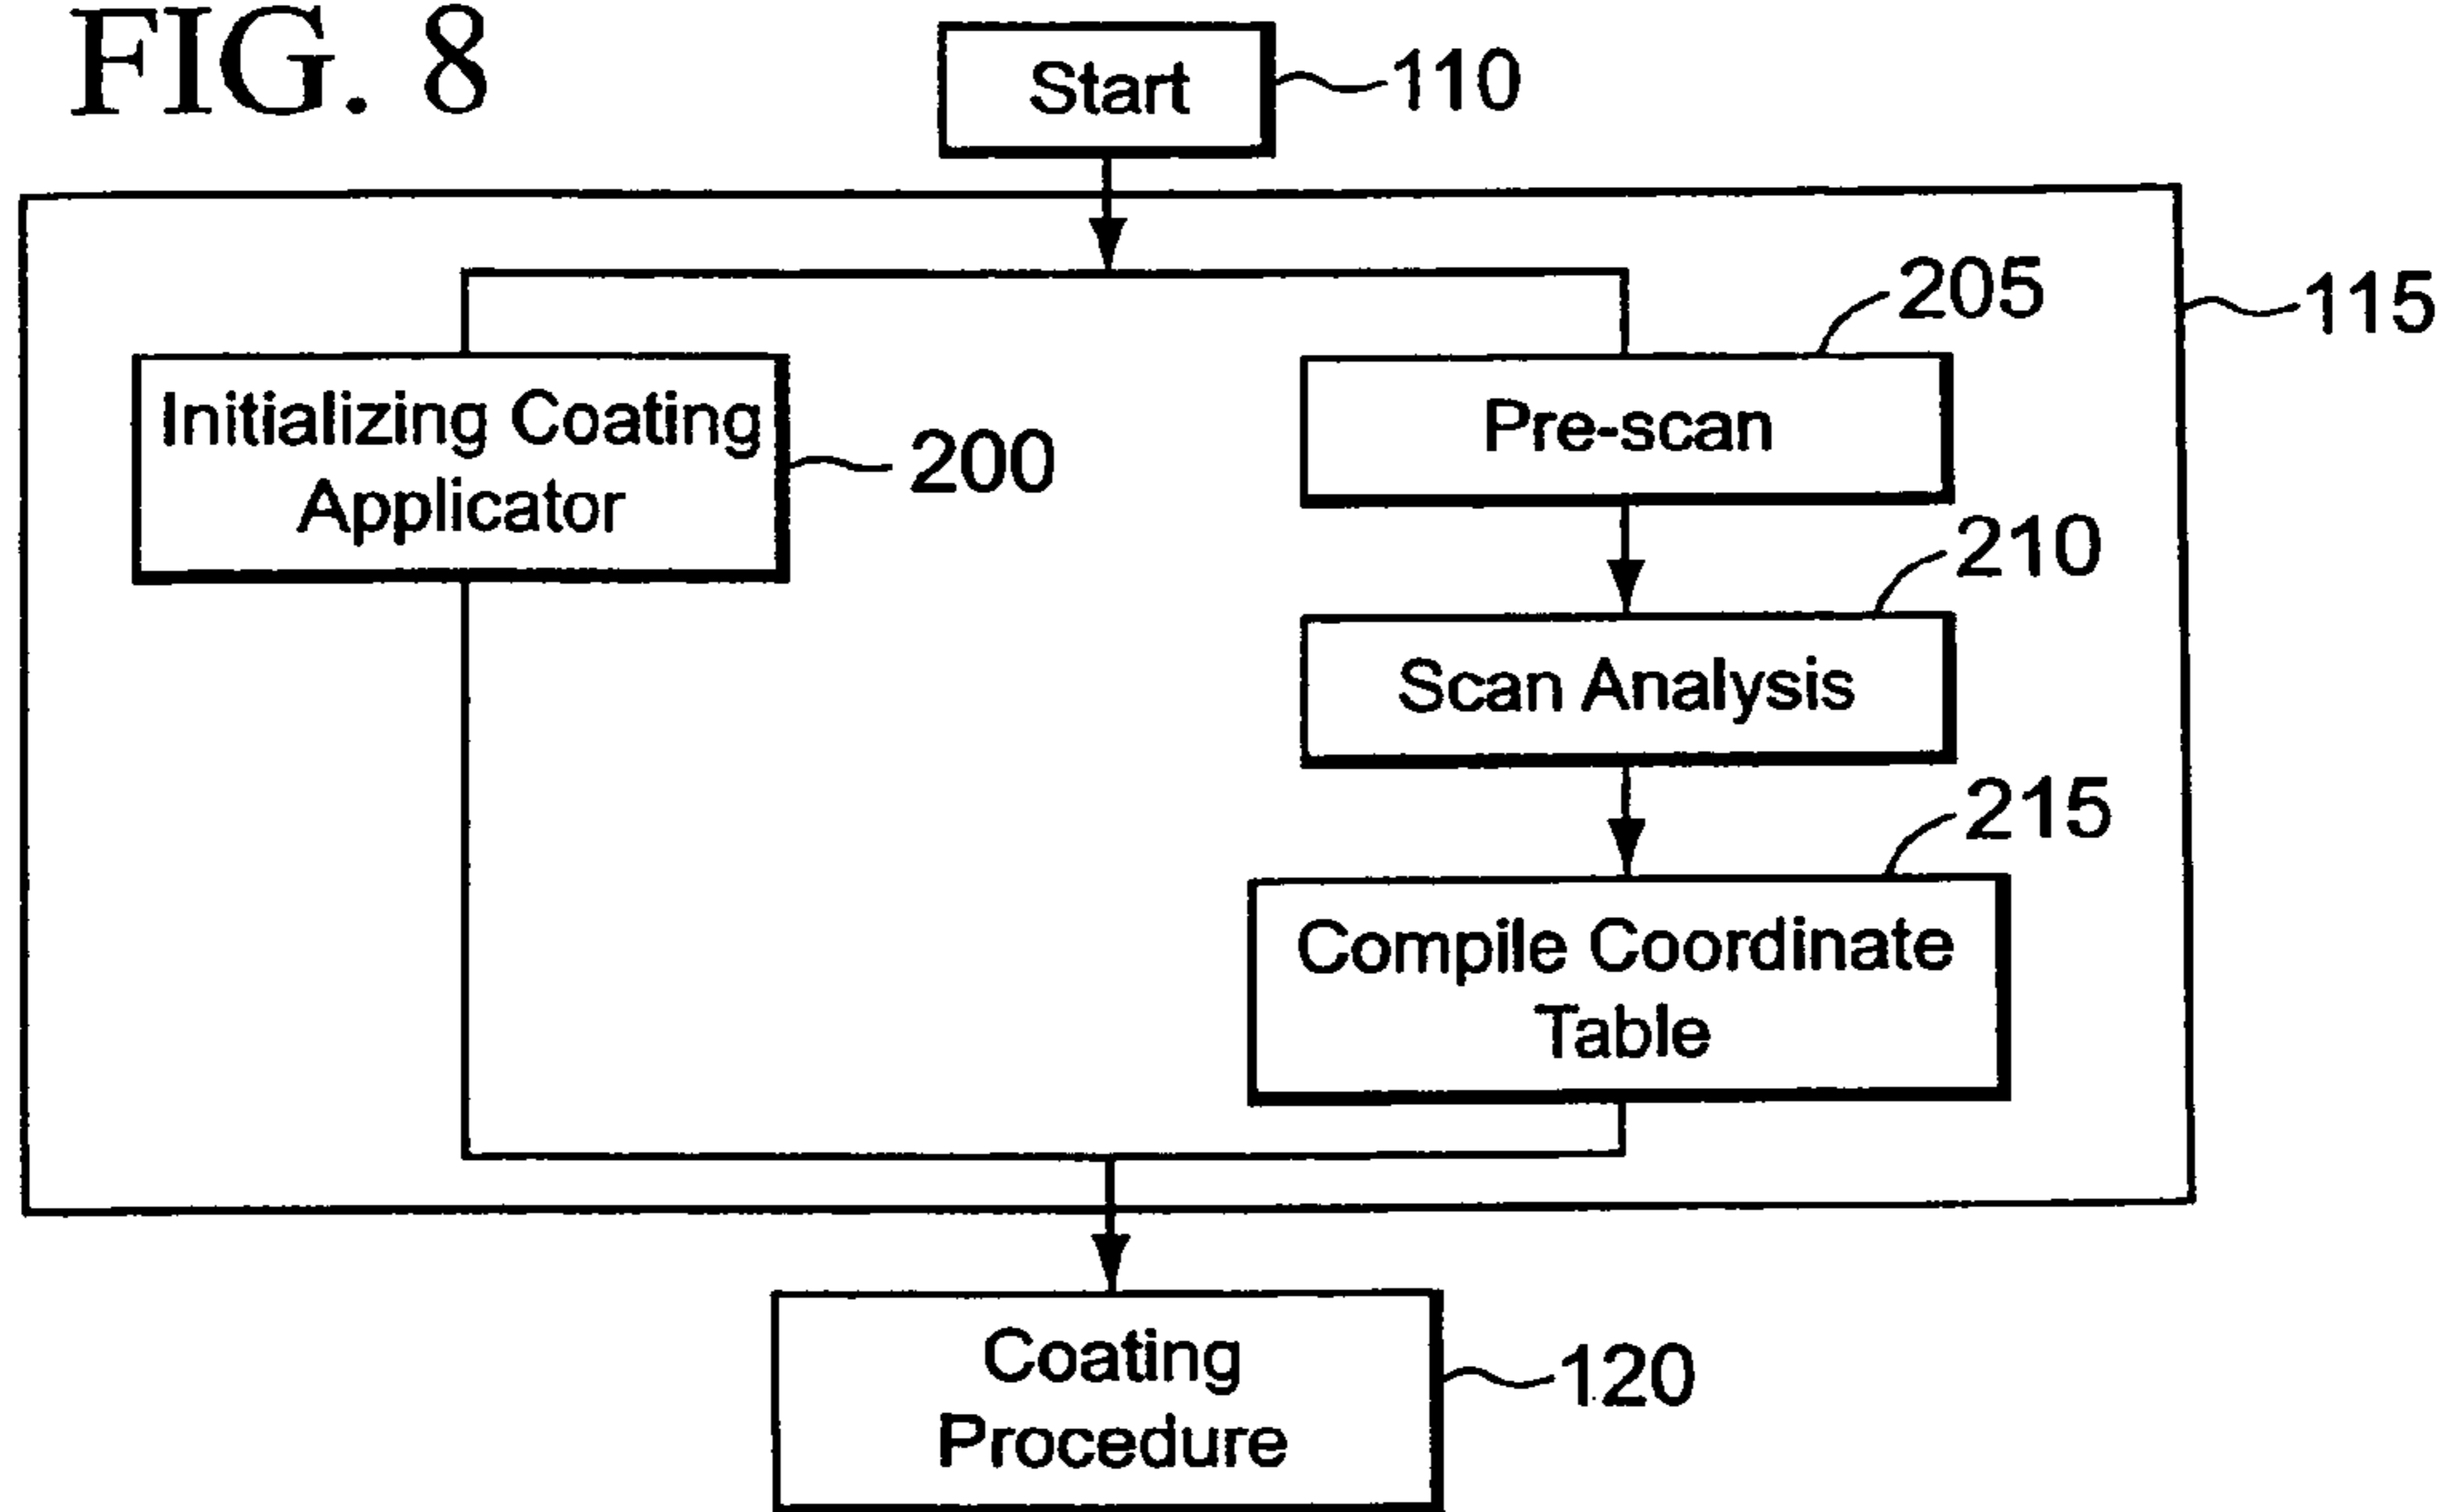 FIG. 8
Start
110
115
205
Initializing Coating
Applicator
200
Pre-scan
210
Scan Analysis
215
Compile Coordinate
Table
Coating
Procedure
120